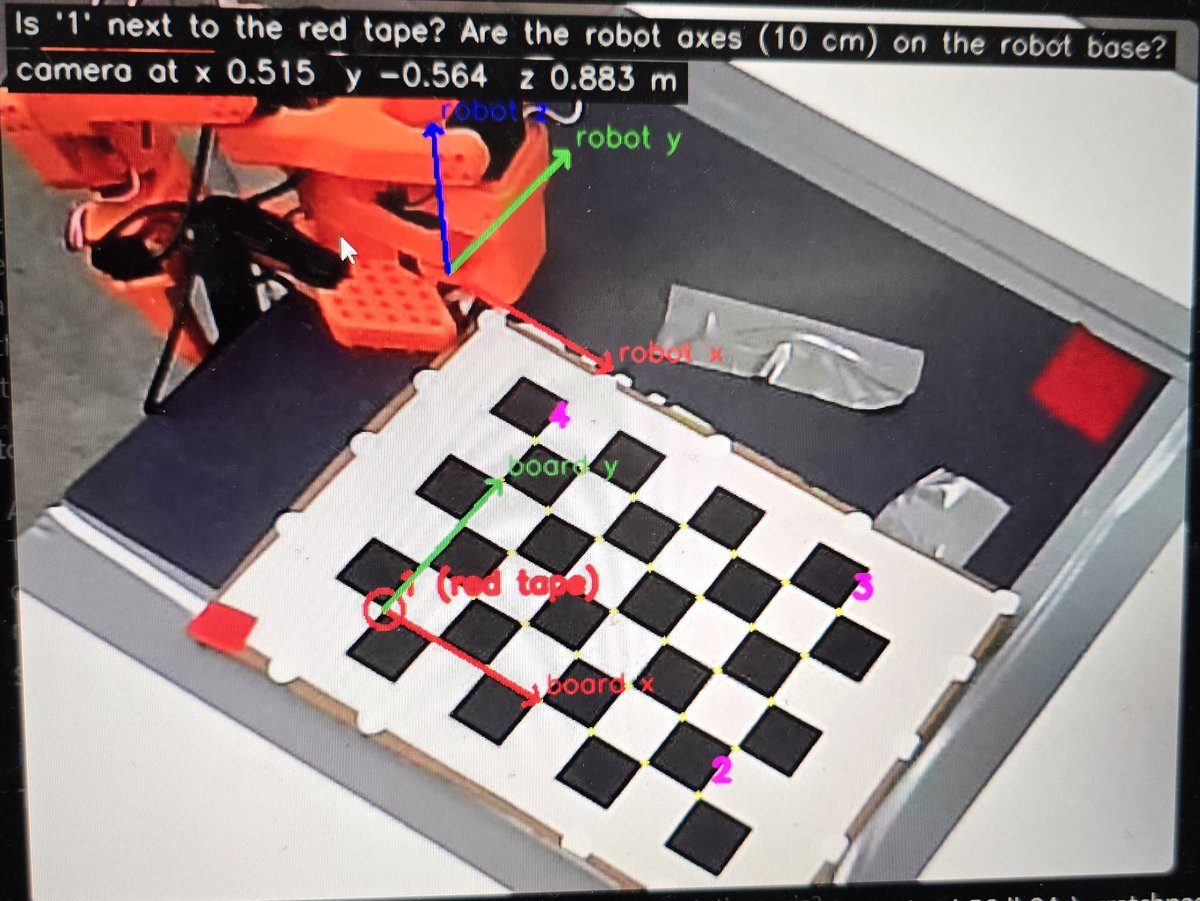 Is '1' next to the red tape? Are the robot axes (10 cm) on the robot base?
camera at x 0.515 y -0.564 z 0.883 m
robot z
robot y
robot x
4
board y
1 (red tape)
3
board x
2